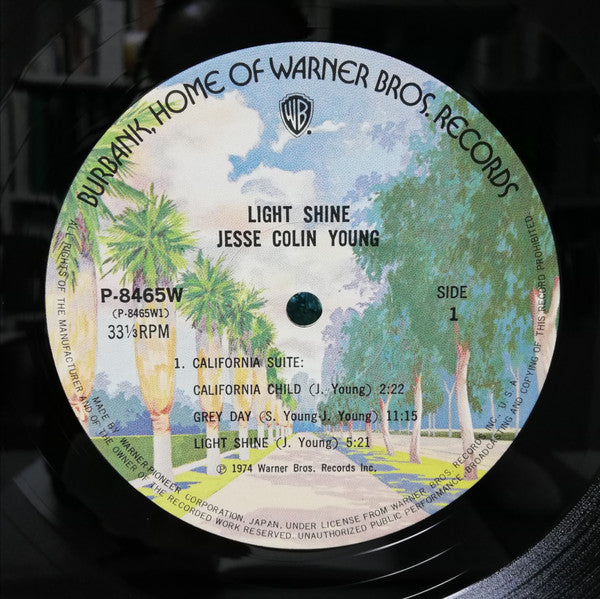 BURBANK, HOME OF WARNER BROS. RECORDS
WB
LIGHT SHINE
JESSE COLIN YOUNG
P-8465W
(P-8465W1)
33⅓RPM
SIDE
1
1. CALIFORNIA SUITE:
CALIFORNIA CHILD (J. Young) 2:22
GREY DAY (S. Young-J. Young) 11:15
LIGHT SHINE (J. Young) 5:21
℗ 1974 Warner Bros. Records Inc.
MADE BY WARNER-PIONEER CORPORATION, JAPAN, UNDER LICENSE FROM WARNER BROS RECORDS INC., U.S.A.
ALL RIGHTS OF THE MANUFACTURER AND OF THE OWNER OF THE RECORDED WORK RESERVED. UNAUTHORIZED PUBLIC PERFORMANCE, BROADCASTING AND COPYING OF THIS RECORD PROHIBITED.